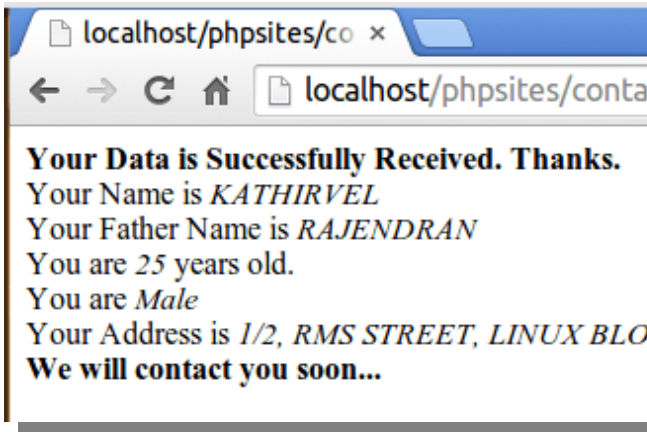 localhost/phpsites/co
localhost/phpsites/conta
Your Data is Successfully Received. Thanks.
Your Name is KATHIRVEL
Your Father Name is RAJENDRAN
You are 25 years old.
You are Male
Your Address is 1/2, RMS STREET, LINUX BLO
We will contact you soon...